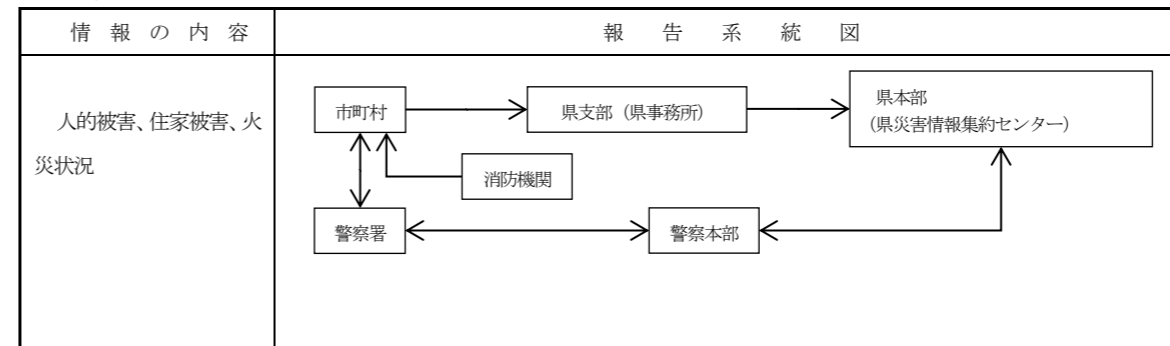 情報の内容
報告系統図
人的被害、住家被害、火
災状況
市町村
県支部（県事務所）
県本部
（県災害情報集約センター）
消防機関
警察署
警察本部